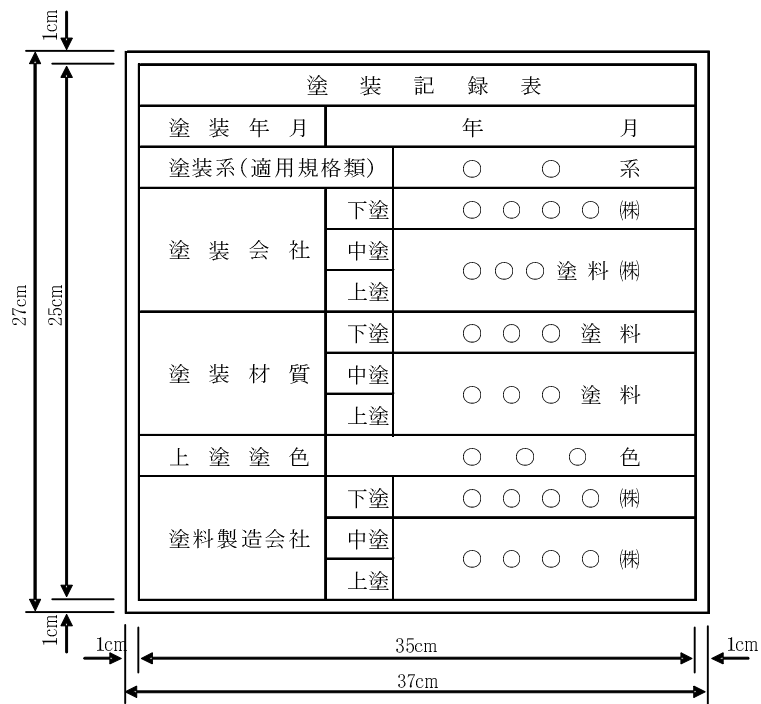 1cm
塗装記録表
塗装年月 年 月
塗装系(適用規格類) ○ ○ 系
下塗 ○○○○㈱
塗装会社 中塗 ○○○塗料㈱
上塗
27cm 25cm
下塗 ○○○塗料
塗装材質 中塗 ○○○塗料
上塗
上塗塗色 ○○○色
下塗 ○○○○㈱
塗料製造会社 中塗 ○○○○㈱
上塗
1cm
1cm 35cm 1cm
37cm